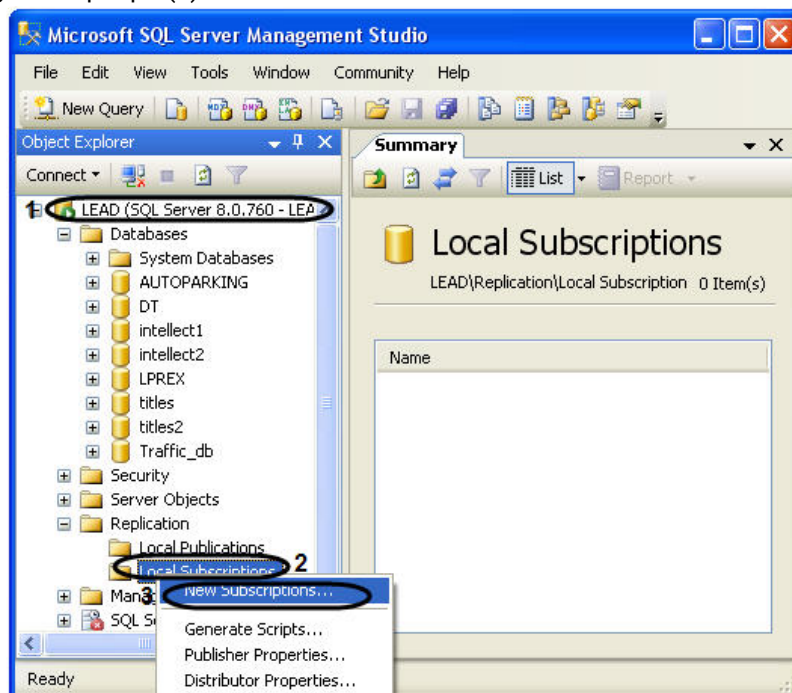 Microsoft SQL Server Management Studio
File Edit View Tools Window Community Help
New Query
Object Explorer
Connect
1 LEAD (SQL Server 8.0.760 - LEA
Databases
System Databases
AUTOPARKING
DT
intellect1
intellect2
LPREX
titles
titles2
Traffic_db
Security
Server Objects
Replication
Local Publications
Local Subscriptions 2
3 New Subscriptions...
Generate Scripts...
Publisher Properties...
Distributor Properties...
Ready
Summary
List Report
Local Subscriptions
LEAD\Replication\Local Subscription 0 Item(s)
Name